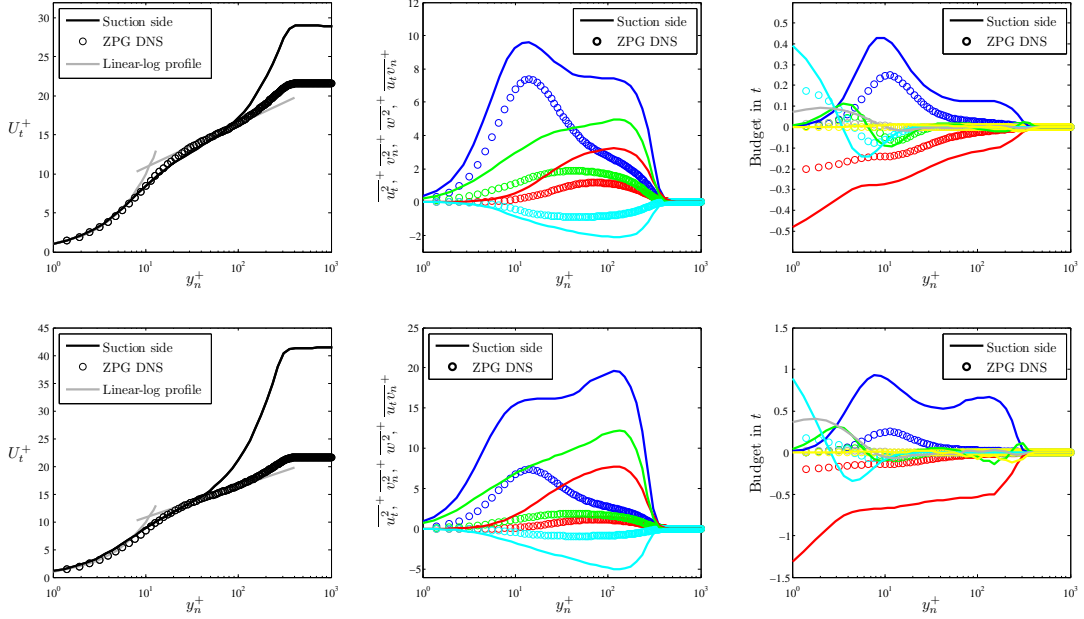 Suction side
ZPG DNS
Linear-log profile
U_t^+
y_n^+
0
5
10
15
20
25
30
10^0
10^1
10^2
10^3
Suction side
ZPG DNS
\overline{u_t^2}^+, \overline{v_n^2}^+, \overline{w^2}^+, \overline{u_t v_n}^+
y_n^+
−2
0
2
4
6
8
10
12
10^0
10^1
10^2
10^3
Suction side
ZPG DNS
Budget in t
y_n^+
0.5
0.4
0.3
0.2
0.1
0
-0.1
-0.2
-0.3
-0.4
-0.5
-0.6
10^0
10^1
10^2
10^3
Suction side
ZPG DNS
Linear-log profile
U_t^+
y_n^+
0
5
10
15
20
25
30
35
40
45
10^0
10^1
10^2
10^3
Suction side
ZPG DNS
\overline{u_t^2}^+, \overline{v_n^2}^+, \overline{w^2}^+, \overline{u_t v_n}^+
y_n^+
−5
0
5
10
15
20
25
10^0
10^1
10^2
10^3
Suction side
ZPG DNS
Budget in t
y_n^+
1.5
1
0.5
0
-0.5
-1
-1.5
10^0
10^1
10^2
10^3